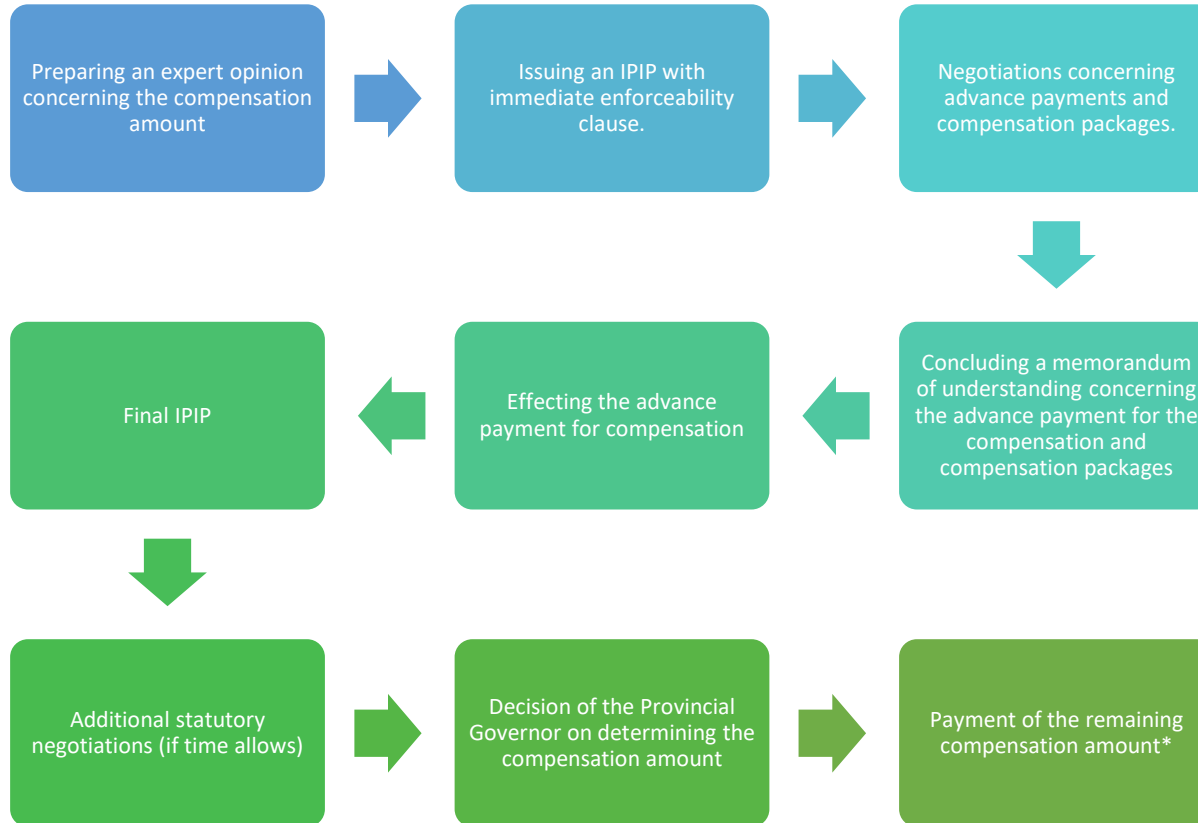 Preparing an expert opinion
concerning the compensation
amount
Issuing an IPIP with
immediate enforceability
clause.
Negotiations concerning
advance payments and
compensation packages.
Concluding a memorandum
of understanding concerning
the advance payment for the
compensation and
compensation packages
Effecting the advance
payment for compensation
Final IPIP
Additional statutory
negotiations (if time allows)
Decision of the Provincial
Governor on determining the
compensation amount
Payment of the remaining
compensation amount*